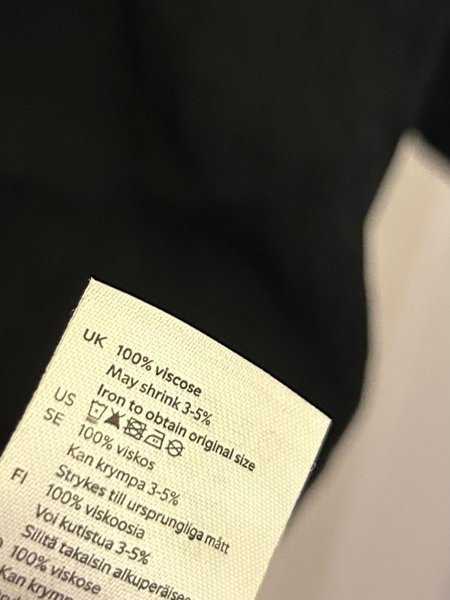 UK 100% viscose
May shrink 3-5%
Iron to obtain original size
US
SE 100% viskos
Kan krympa 3-5%
Strykes till ursprungliga mått
FI 100% viskoosia
Voi kutistua 3-5%
Silitä takaisin
100% viskose
Kan